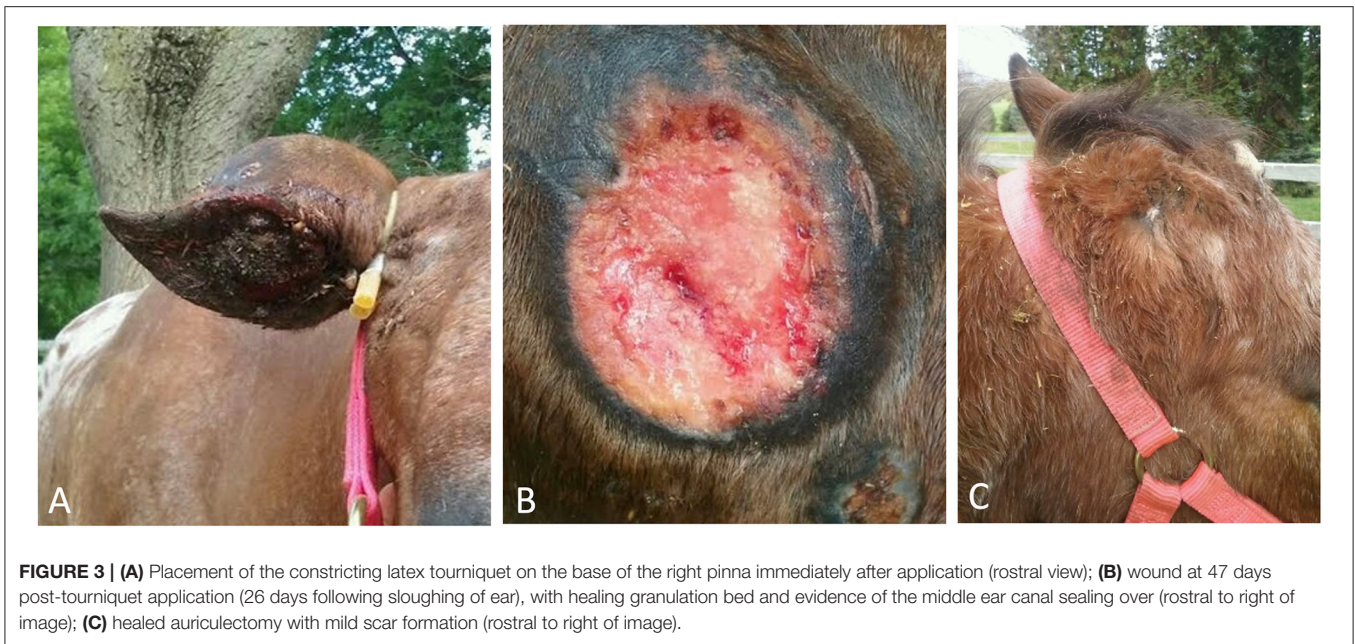 A
B
C
FIGURE 3 | (A) Placement of the constricting latex tourniquet on the base of the right pinna immediately after application (rostral view); (B) wound at 47 days
post-tourniquet application (26 days following sloughing of ear), with healing granulation bed and evidence of the middle ear canal sealing over (rostral to right of
image); (C) healed auriculectomy with mild scar formation (rostral to right of image).